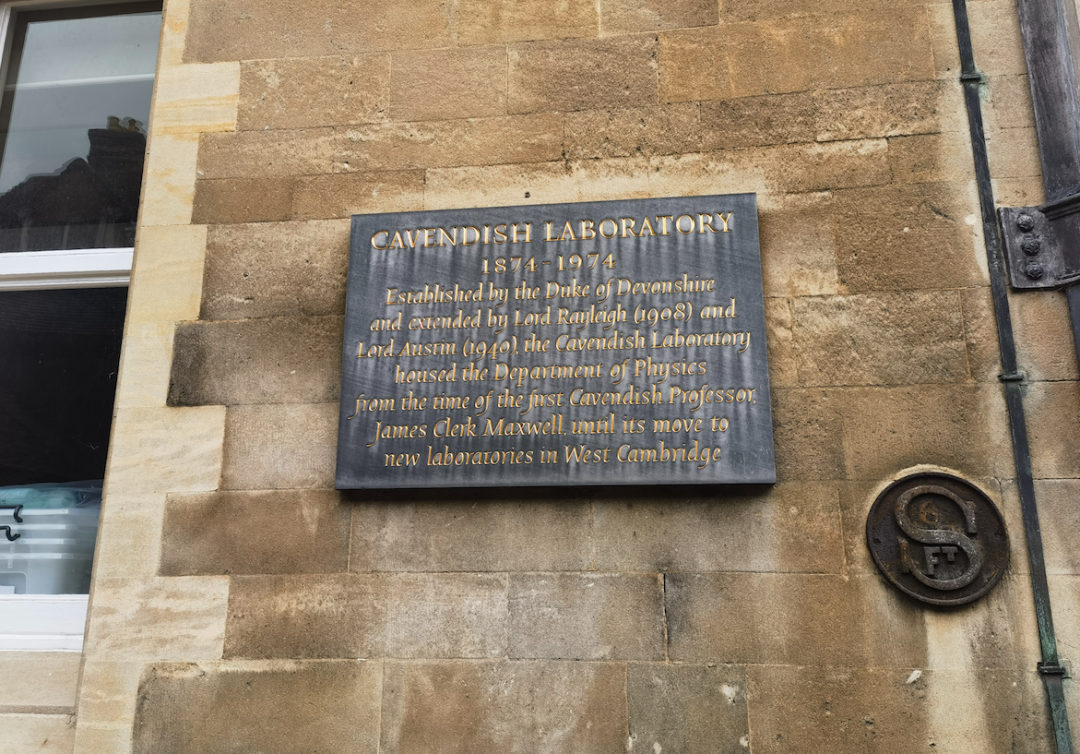 CAVENDISH LABORATORY
1874-1974
Established by the Duke of Devonshire
and extended by Lord Rayleigh (1908) and
Lord Austin (1940), the Cavendish Laboratory
housed the Department of Physics
from the time of the first Cavendish Professor,
James Clerk Maxwell, until its move to
new laboratories in West Cambridge
S
FT